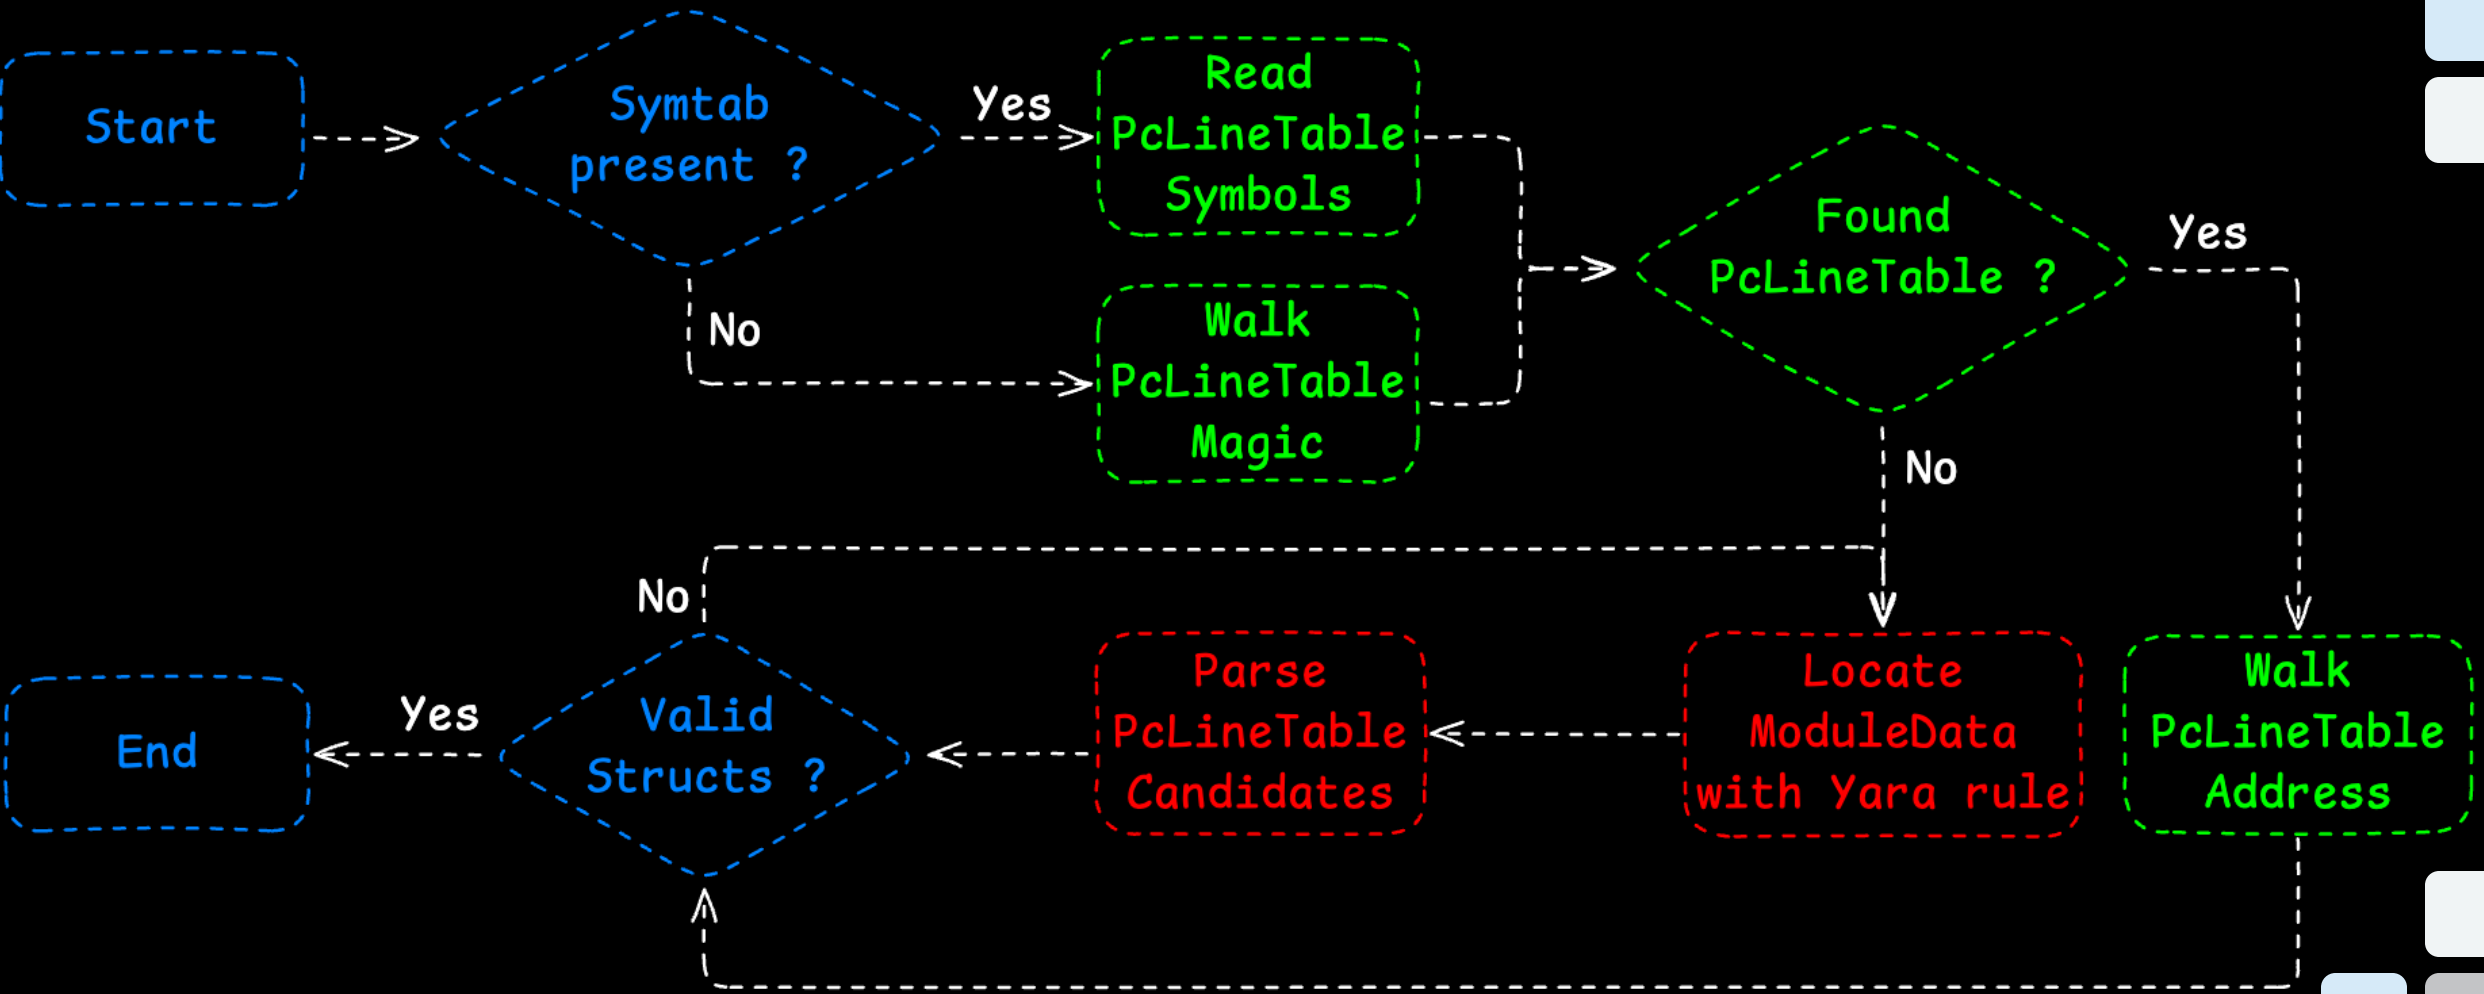 Start
Symtab
present ?
Yes
Read
PcLineTable
Symbols
No
Walk
PcLineTable
Magic
Found
PcLineTable ?
Yes
No
Walk
PcLineTable
Address
Locate
ModuleData
with Yara rule
Parse
PcLineTable
Candidates
No
Valid
Structs ?
Yes
End